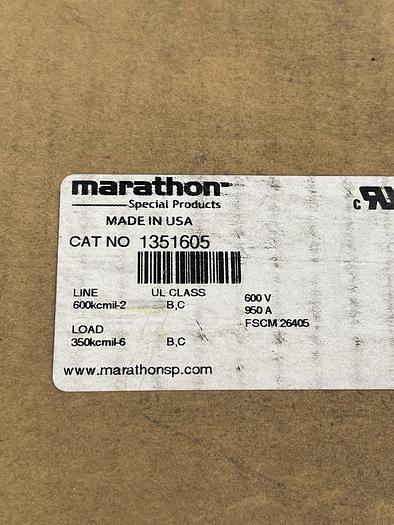 marathon
Special Products
MADE IN USA
CAT NO 1351605
LINE UL CLASS
600kcmil-2 B,C
600 V
950 A
FSCM 26405
LOAD
350kcmil-6 B,C
www.marathonsp.com
c